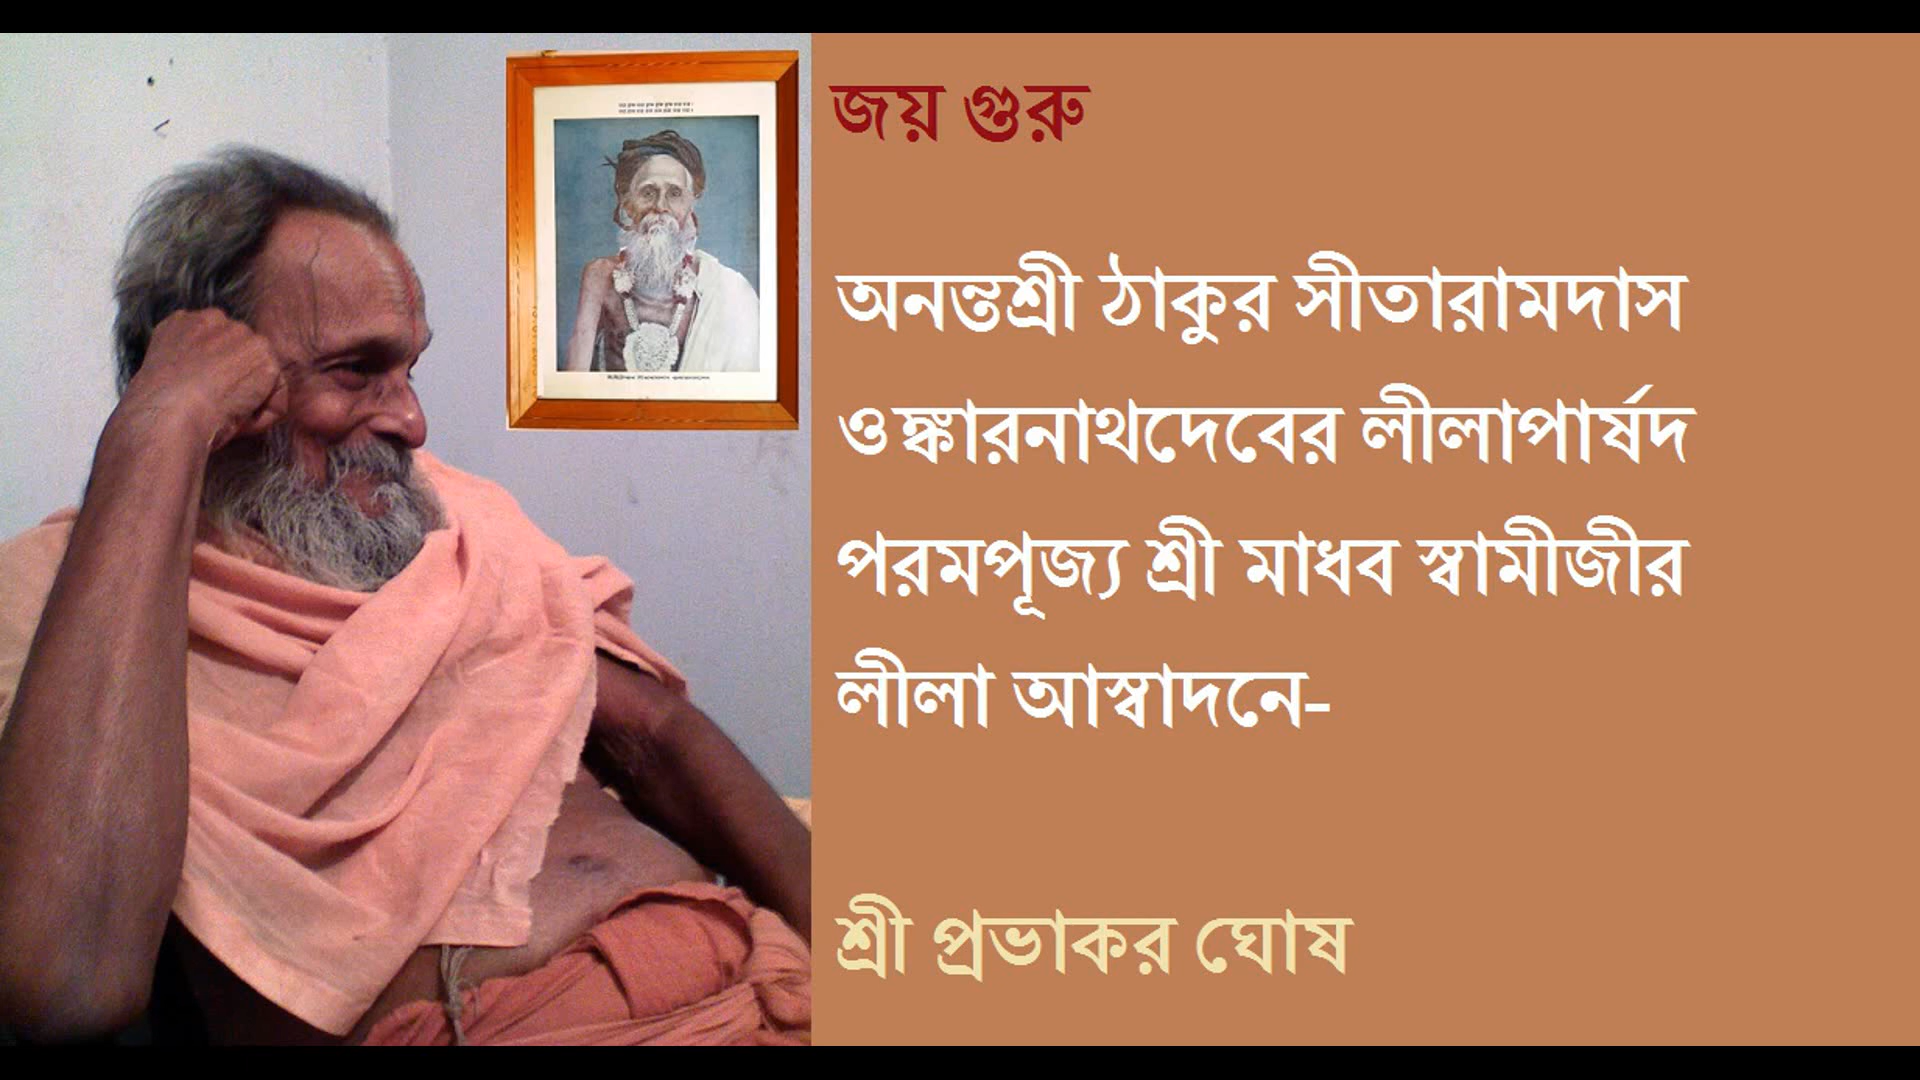 জয় গুরু
অনন্তশ্রী ঠাকুর সীতারামদাস
ওঙ্কারনাথদেবের লীলাপার্ষদ
পরমপূজ্য শ্রী মাধব স্বামীজীর
লীলা আস্বাদনে-
শ্রী প্রভাকর ঘোষ